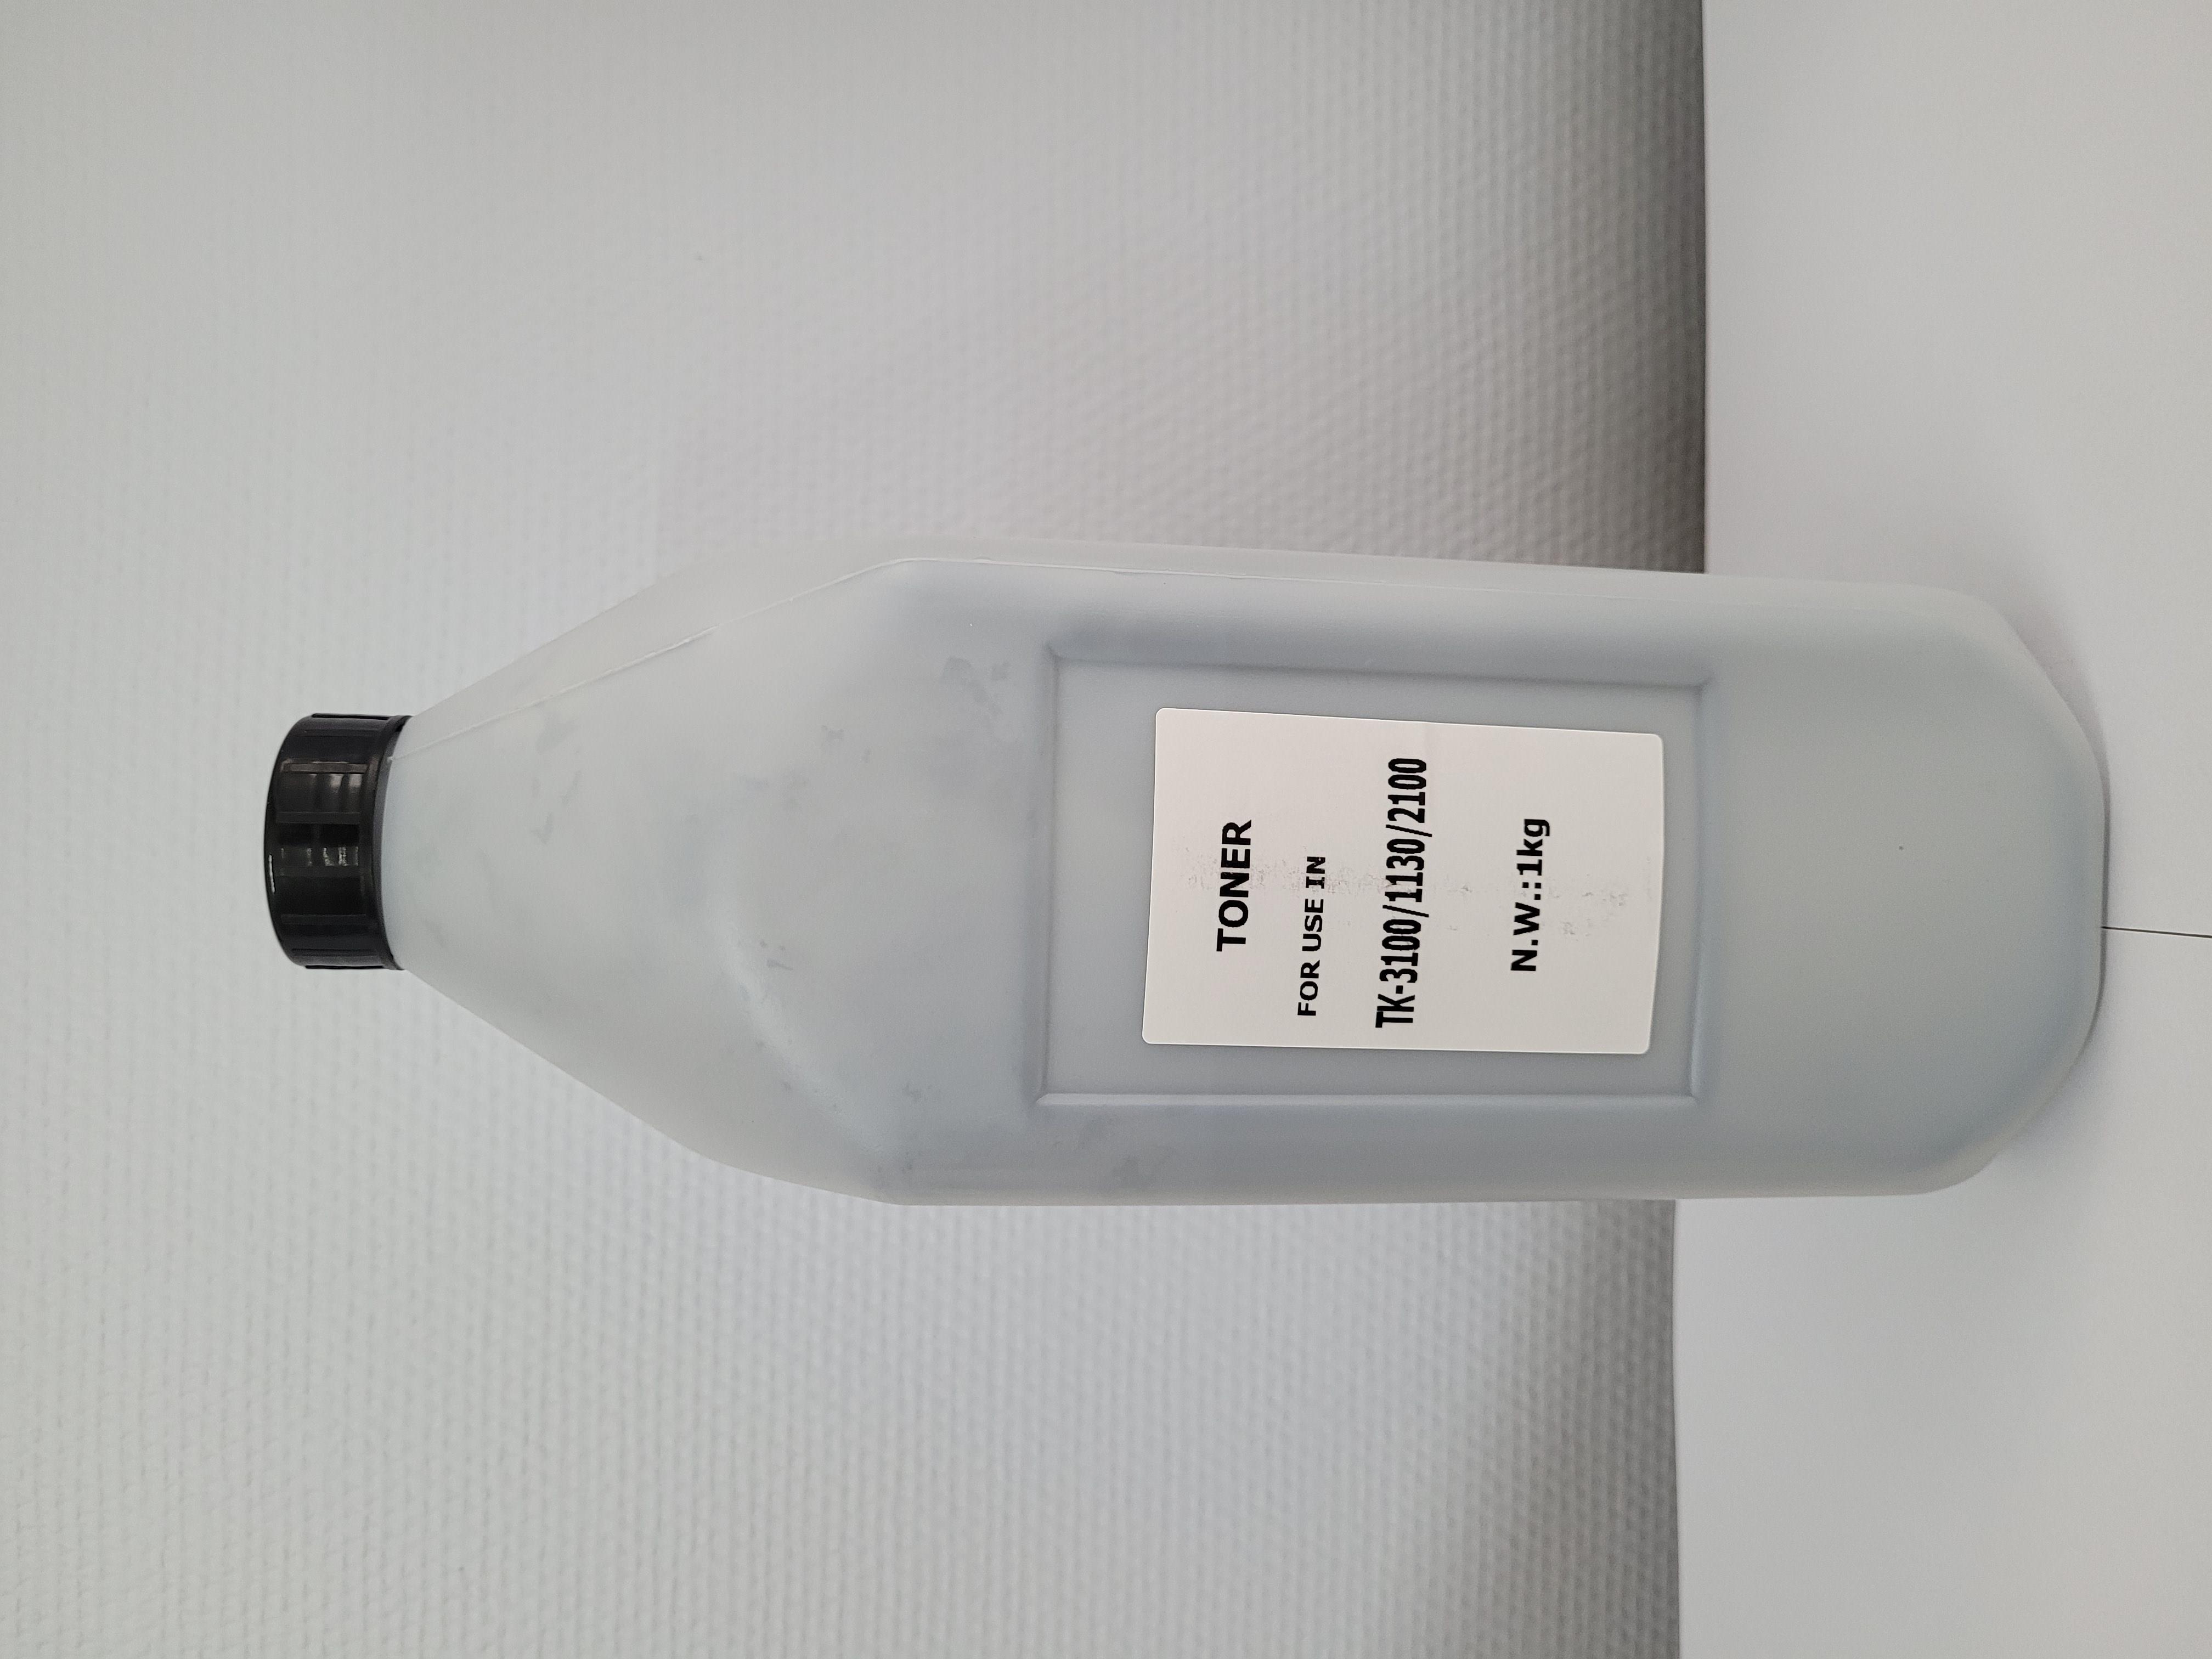 TONER
FOR USE IN
TK-3100/1130/2100
N.W.:1kg